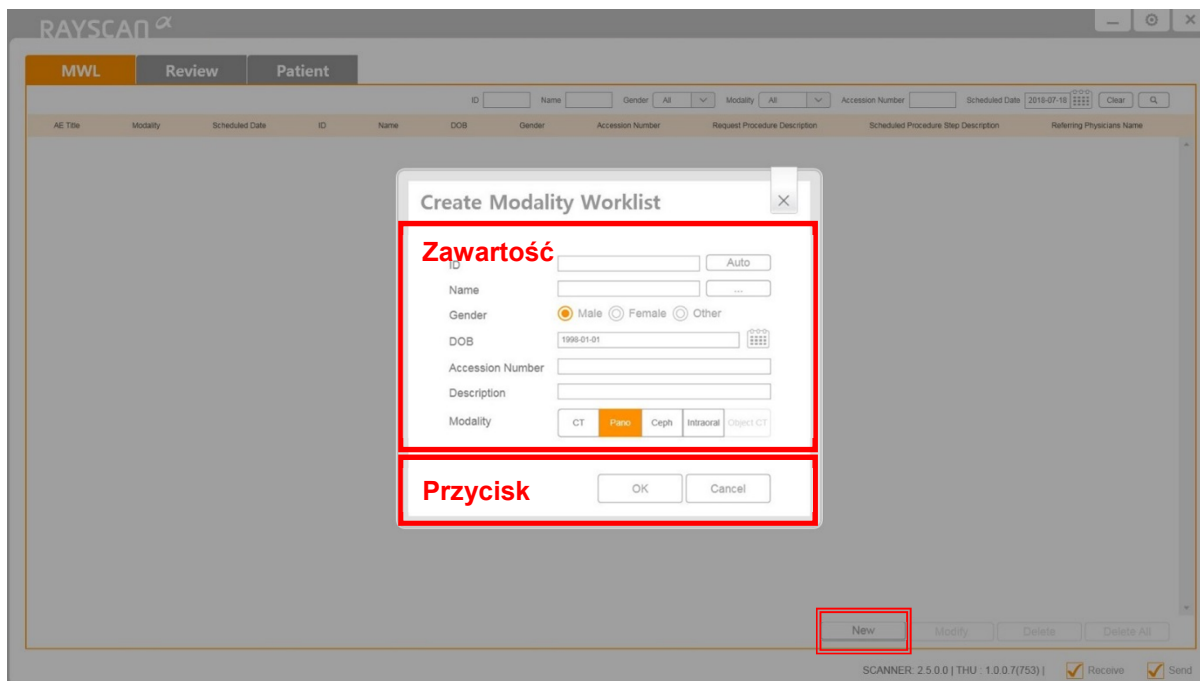 RAYSCAN α
MWL Review Patient
ID Name Gender All Modality All Accession Number Scheduled Date 2018-07-18 Clear
AE Title Modality Scheduled Date ID Name DOB Gender Accession Number Request Procedure Description Scheduled Procedure Step Description Referring Physicians Name
Create Modality Worklist
Zawartość
ID Auto
Name ...
Gender Male Female Other
DOB 1998-01-01
Accession Number
Description
Modality CT Pano Ceph Intraoral Object CT
Przycisk OK Cancel
New Modify Delete Delete All
SCANNER: 2.5.0.0 | THU : 1.0.0.7(753) | Receive Send